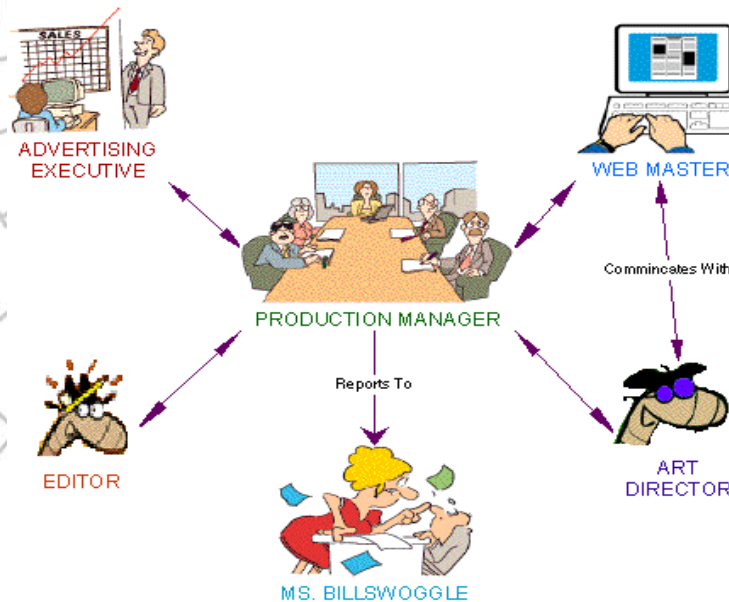 SALES
ADVERTISING
EXECUTIVE
WEB MASTER
Commincates With
PRODUCTION MANAGER
Reports To
EDITOR
ART
DIRECTOR
MS. BILLSWOGGLE